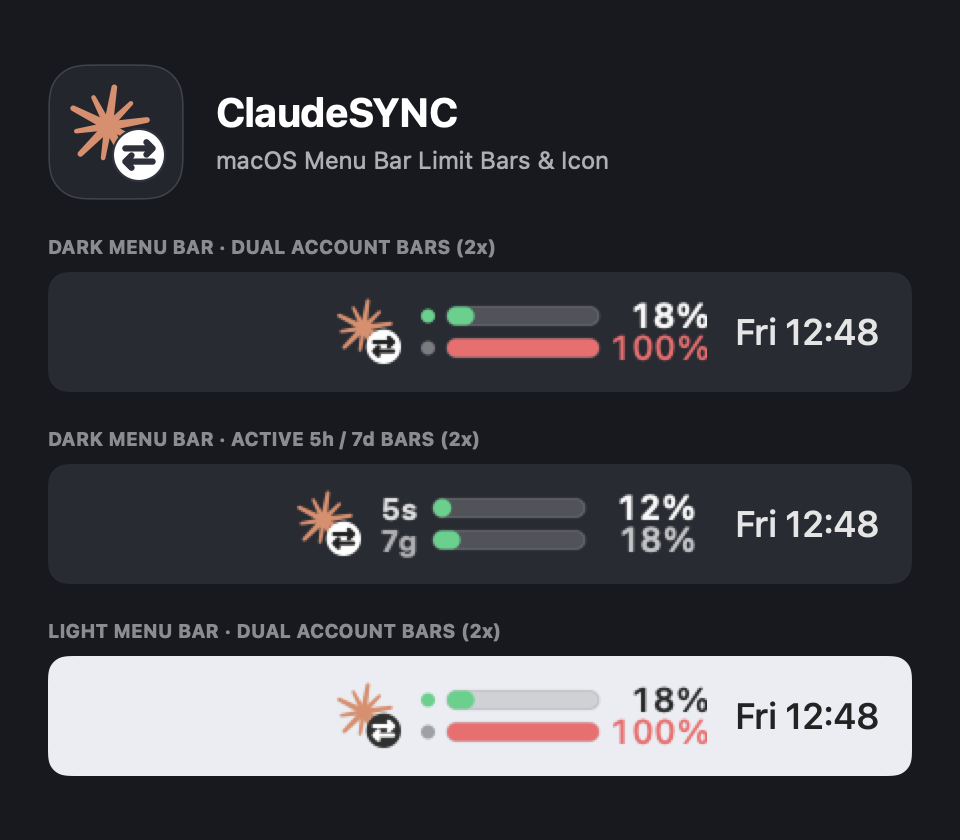 ClaudeSYNC
macOS Menu Bar Limit Bars & Icon
DARK MENU BAR · DUAL ACCOUNT BARS (2x)
18%
100%
Fri 12:48
DARK MENU BAR · ACTIVE 5h / 7d BARS (2x)
5s 12%
7g 18%
Fri 12:48
LIGHT MENU BAR · DUAL ACCOUNT BARS (2x)
18%
100%
Fri 12:48